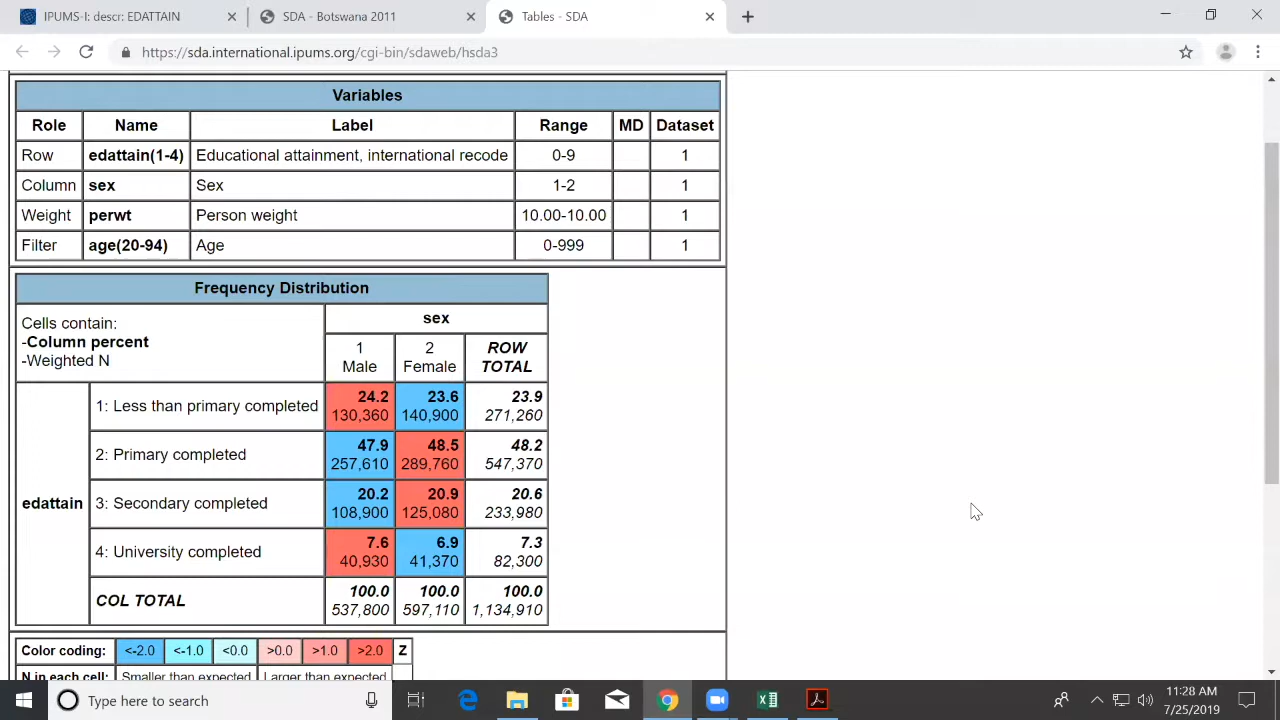 IPUMS-I: descr: EDATTAIN
SDA - Botswana 2011
Tables - SDA
https://sda.international.ipums.org/cgi-bin/sdaweb/hsda3
Variables
Role Name Label Range MD Dataset
Row edattain(1-4) Educational attainment, international recode 0-9 1
Column sex Sex 1-2 1
Weight perwt Person weight 10.00-10.00 1
Filter age(20-94) Age 0-999 1
Frequency Distribution
Cells contain:
-Column percent
-Weighted N
sex
1 Male
2 Female
ROW TOTAL
edattain
1: Less than primary completed
24.2 23.6 23.9
130,360 140,900 271,260
2: Primary completed
47.9 48.5 48.2
257,610 289,760 547,370
3: Secondary completed
20.2 20.9 20.6
108,900 125,080 233,980
4: University completed
7.6 6.9 7.3
40,930 41,370 82,300
COL TOTAL
100.0 100.0 100.0
537,800 597,110 1,134,910
Color coding: <-2.0 <-1.0 <0.0 >0.0 >1.0 >2.0 Z
N in each cell: Smaller than expected Larger than expected
Type here to search
11:28 AM
7/25/2019